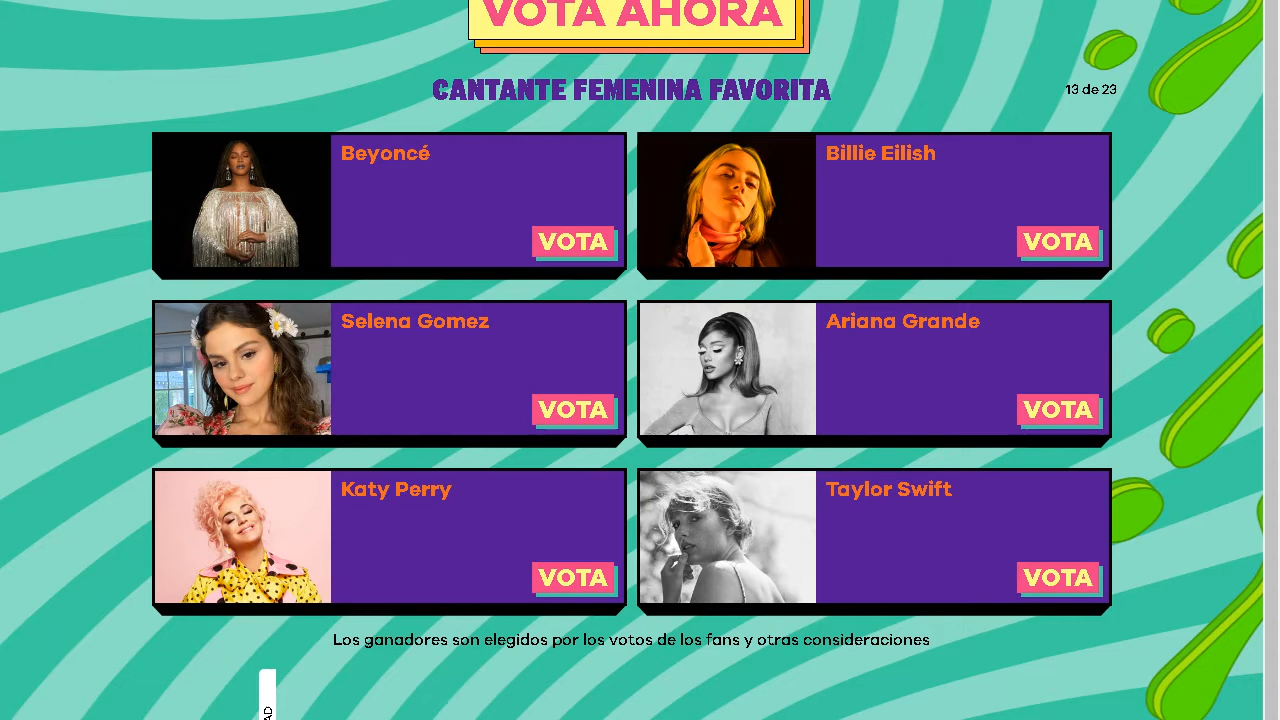 VOTA AHORA
CANTANTE FEMENINA FAVORITA
13 de 23
Beyoncé
VOTA
Billie Eilish
VOTA
Selena Gomez
VOTA
Ariana Grande
VOTA
Katy Perry
VOTA
Taylor Swift
VOTA
Los ganadores son elegidos por los votos de los fans y otras consideraciones
AD